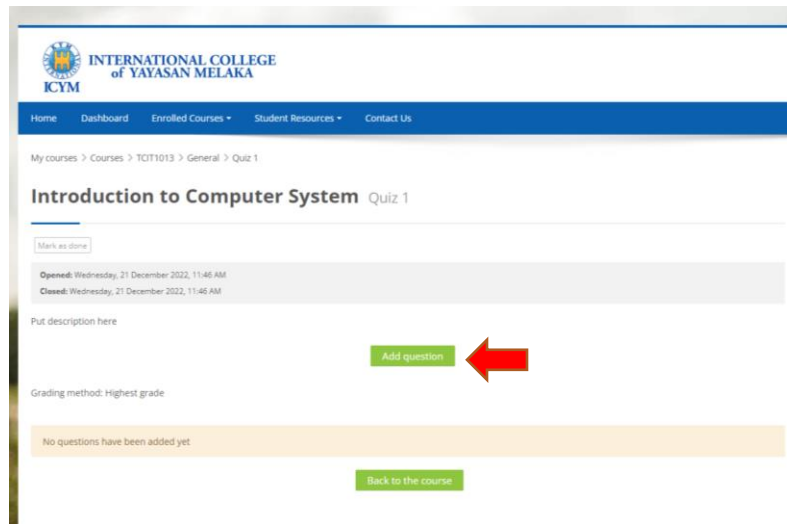 INTERNATIONAL COLLEGE
of YAYASAN MELAKA
ICYM
Home Dashboard Enrolled Courses Student Resources Contact Us
My courses > Courses > TCIT1013 > General > Quiz 1
Introduction to Computer System Quiz 1
Mark as done
Opened: Wednesday, 21 December 2022, 11:46 AM
Closed: Wednesday, 21 December 2022, 11:46 AM
Put description here
Add question
Grading method: Highest grade
No questions have been added yet
Back to the course